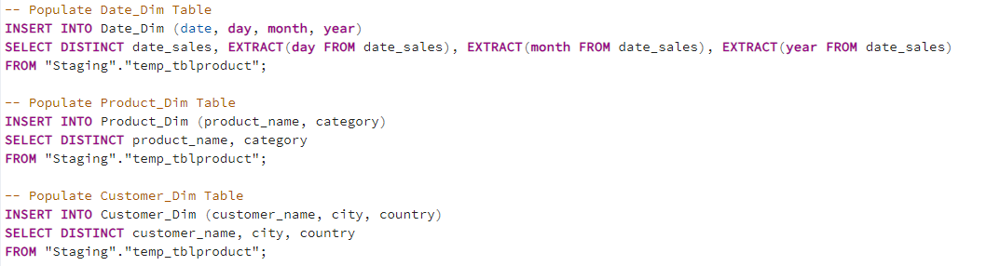 -- Populate Date_Dim Table
INSERT INTO Date_Dim (date, day, month, year)
SELECT DISTINCT date_sales, EXTRACT(day FROM date_sales), EXTRACT(month FROM date_sales), EXTRACT(year FROM date_sales)
FROM "Staging"."temp_tblproduct";

-- Populate Product_Dim Table
INSERT INTO Product_Dim (product_name, category)
SELECT DISTINCT product_name, category
FROM "Staging"."temp_tblproduct";

-- Populate Customer_Dim Table
INSERT INTO Customer_Dim (customer_name, city, country)
SELECT DISTINCT customer_name, city, country
FROM "Staging"."temp_tblproduct";